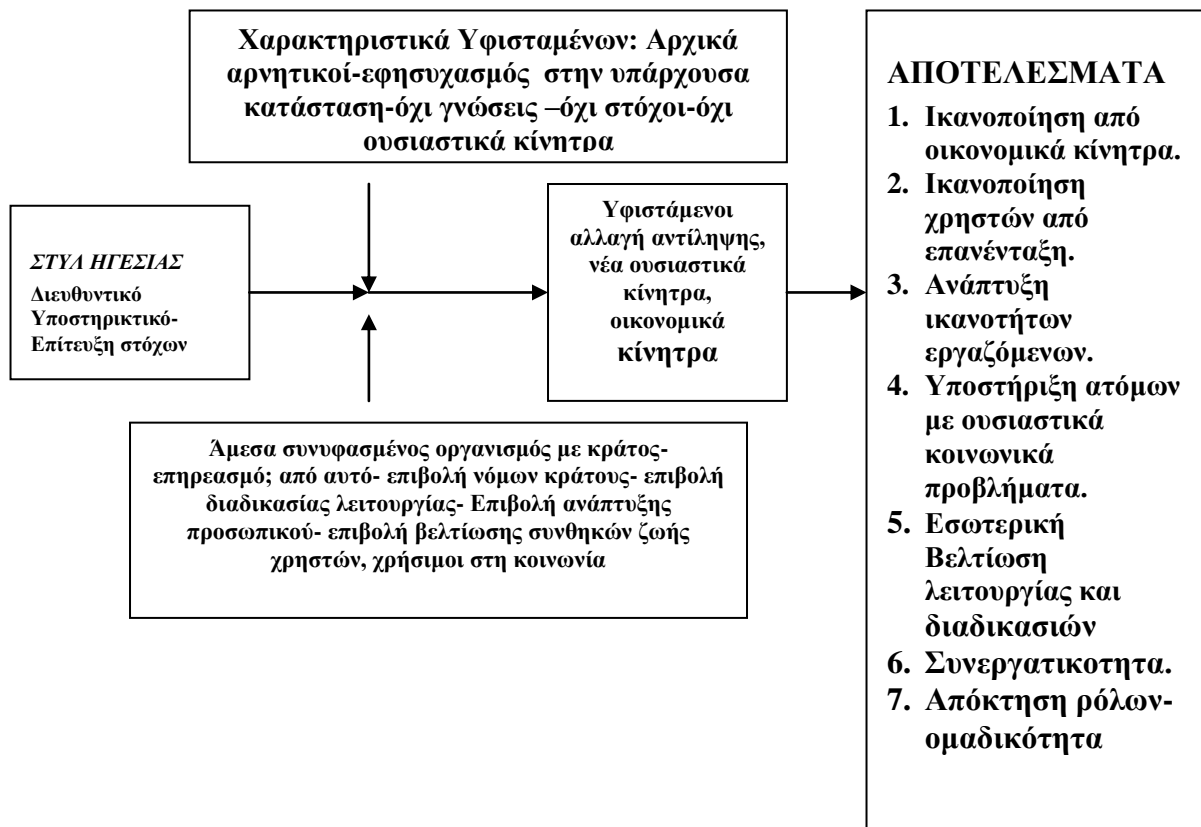 Χαρακτηριστικά Υφισταμένων: Αρχικά
αρνητικοί-εφησυχασμός στην υπάρχουσα
κατάσταση-όχι γνώσεις –όχι στόχοι-όχι
ουσιαστικά κίνητρα
ΣΤΥΛ ΗΓΕΣΙΑΣ
Διευθυντικό
Υποστηρικτικό-
Επίτευξη στόχων
Υφιστάμενοι
αλλαγή αντίληψης,
νέα ουσιαστικά
κίνητρα,
οικονομικά
κίνητρα
Άμεσα συνυφασμένος οργανισμός με κράτος-
επηρεασμό; από αυτό- επιβολή νόμων κράτους- επιβολή
διαδικασίας λειτουργίας- Επιβολή ανάπτυξης
προσωπικού- επιβολή βελτίωσης συνθηκών ζωής
χρηστών, χρήσιμοι στη κοινωνία
ΑΠΟΤΕΛΕΣΜΑΤΑ
1. Ικανοποίηση από
οικονομικά κίνητρα.
2. Ικανοποίηση
χρηστών από
επανένταξη.
3. Ανάπτυξη
ικανοτήτων
εργαζόμενων.
4. Υποστήριξη ατόμων
με ουσιαστικά
κοινωνικά
προβλήματα.
5. Εσωτερική
Βελτίωση
λειτουργίας και
διαδικασιών
6. Συνεργατικοτητα.
7. Απόκτηση ρόλων-
ομαδικότητα